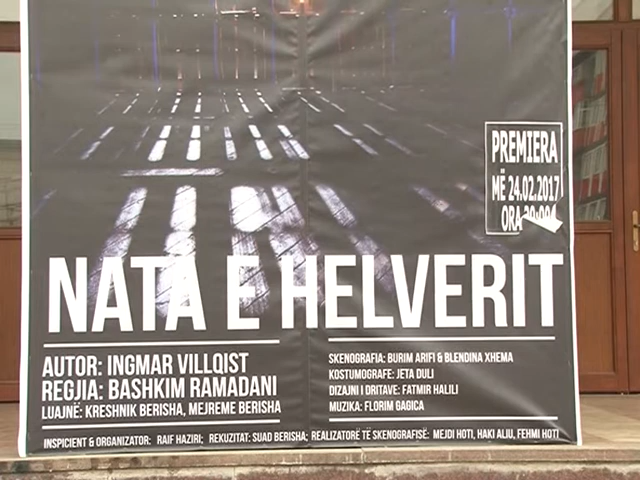 PREMIERA
MË 24.02.2017
ORA
NATA E HELVERIT
AUTOR: INGMAR VILLQIST
REGJIA: BASHKIM RAMADANI
LUAJNË: KRESHNIK BERISHA, MEJREME BERISHA
SKENOGRAFIA: BURIM ARIFI & BLENDINA XHEMA
KOSTUMOGRAFE: JETA DULI
DIZAJNI I DRITAVE: FATMIR HALILI
MUZIKA: FLORIM GAGICA
INSPICIENT & ORGANIZATOR: RAIF HAZIRI; REKUZITAT: SUAD BERISHA; REALIZATORË TË SKENOGRAFISË: MEJDI HOTI, HAKI ALIU, FEHMI HOTI